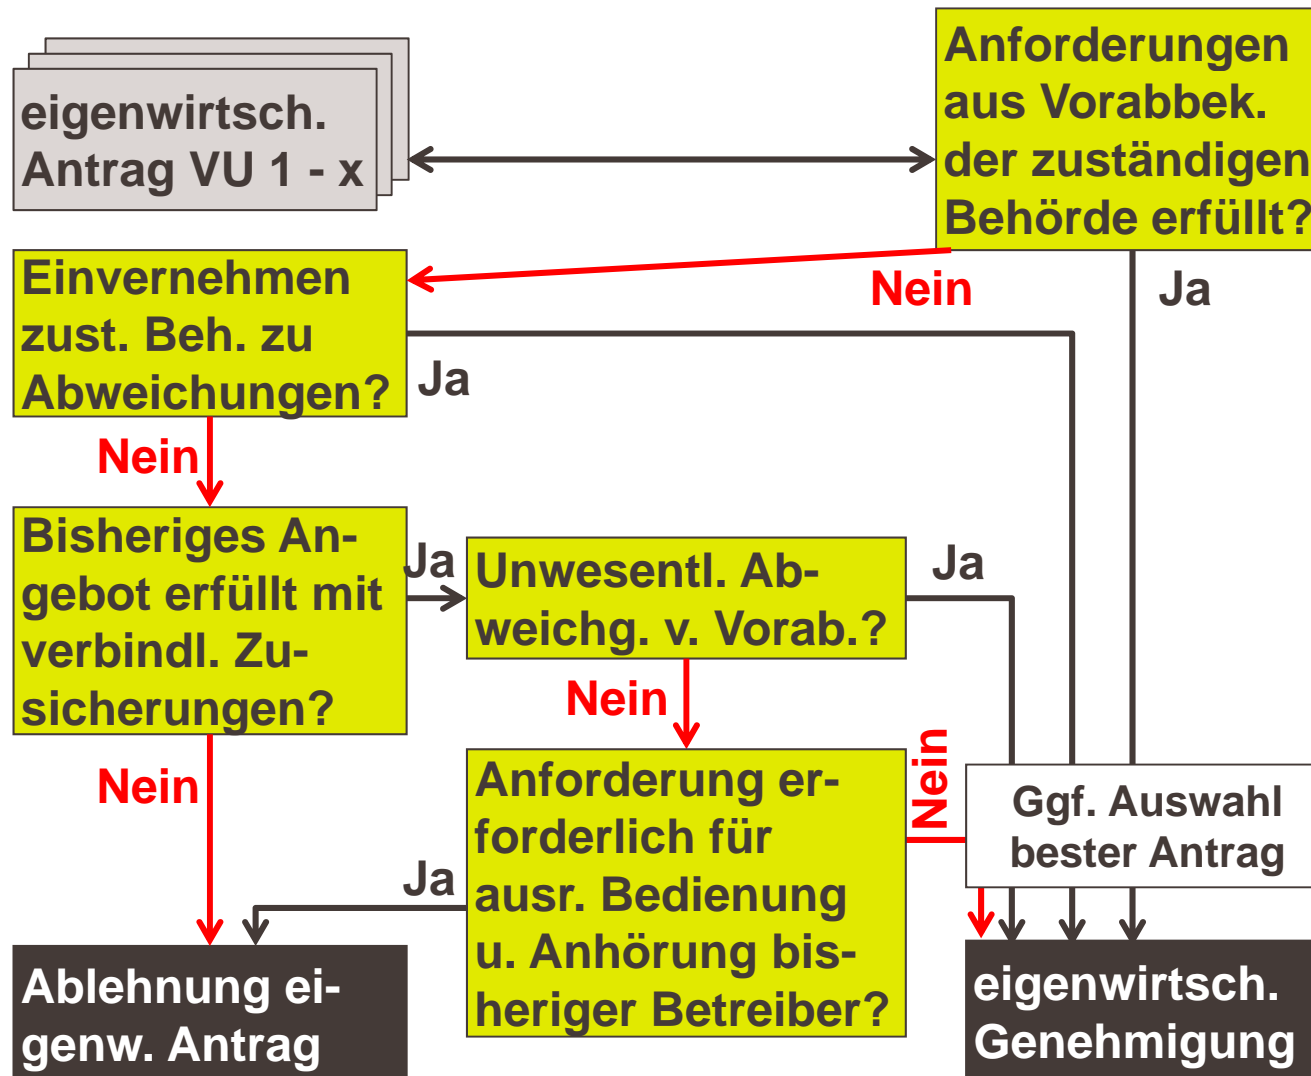 eigenwirtsch.
Antrag VU 1 - x
Anforderungen
aus Vorabbek.
der zuständigen
Behörde erfüllt?
Nein
Ja
Einvernehmen
zust. Beh. zu
Abweichungen?
Ja
Nein
Bisheriges An-
gebot erfüllt mit
verbindl. Zu-
sicherungen?
Ja
Unwesentl. Ab-
weichg. v. Vorab.?
Ja
Nein
Nein
Anforderung er-
forderlich für
ausr. Bedienung
u. Anhörung bis-
heriger Betreiber?
Nein
Ja
Ggf. Auswahl
bester Antrag
Ablehnung ei-
genw. Antrag
eigenwirtsch.
Genehmigung